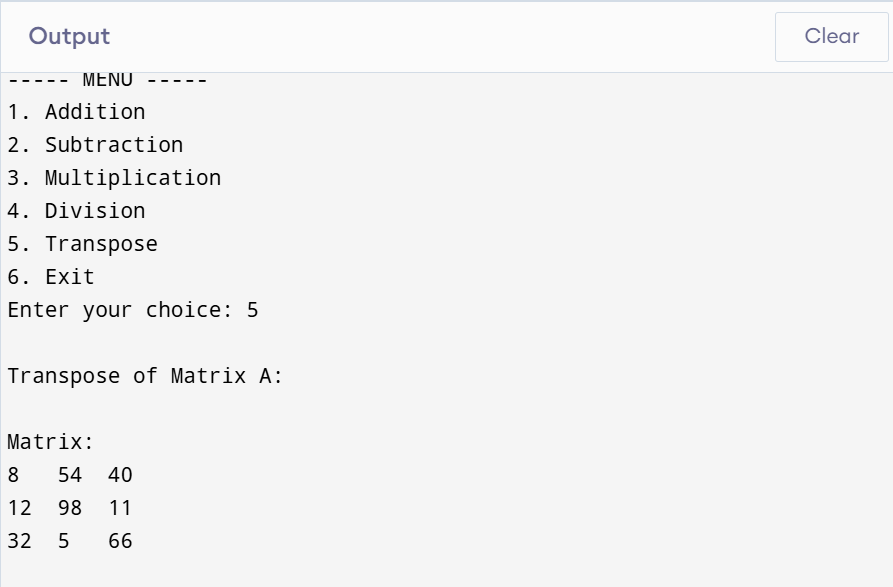 Output
Clear
----- MENU -----
1. Addition
2. Subtraction
3. Multiplication
4. Division
5. Transpose
6. Exit
Enter your choice: 5
Transpose of Matrix A:
Matrix:
8   54  40
12  98  11
32  5   66